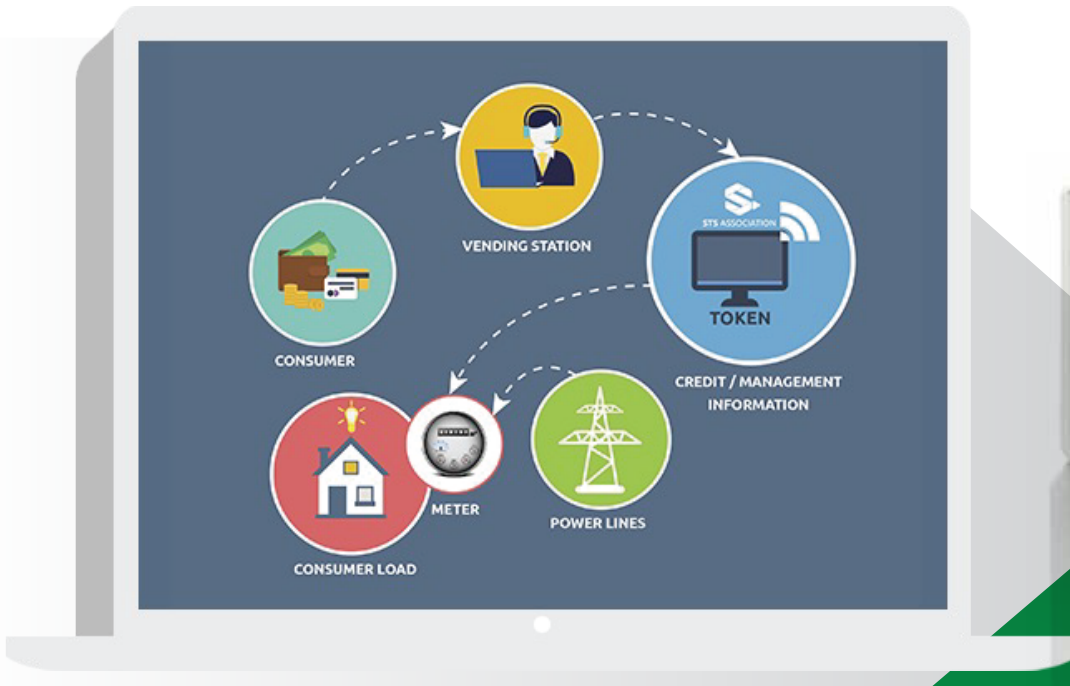 VENDING STATION
STS ASSOCIATION
TOKEN
CONSUMER
CREDIT / MANAGEMENT
INFORMATION
METER
POWER LINES
CONSUMER LOAD